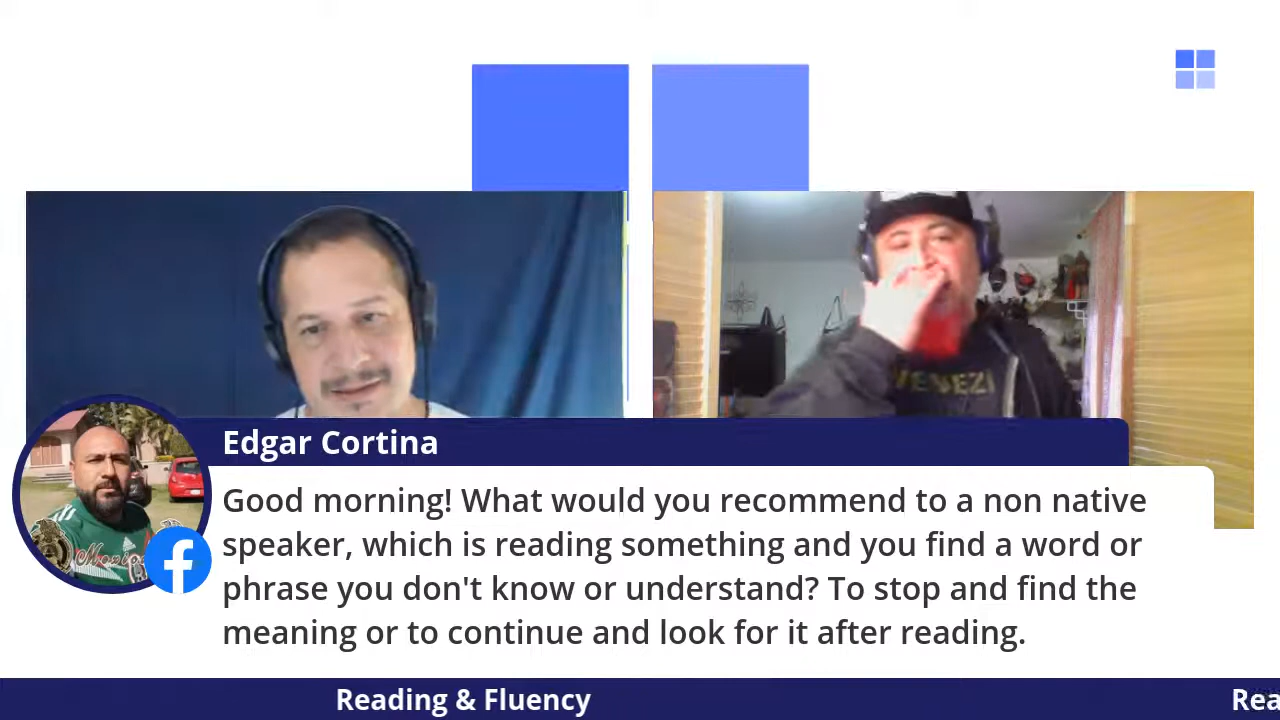 VENEZI
Edgar Cortina
Good morning! What would you recommend to a non native
speaker, which is reading something and you find a word or
phrase you don't know or understand? To stop and find the
meaning or to continue and look for it after reading.
Reading & Fluency
Rea